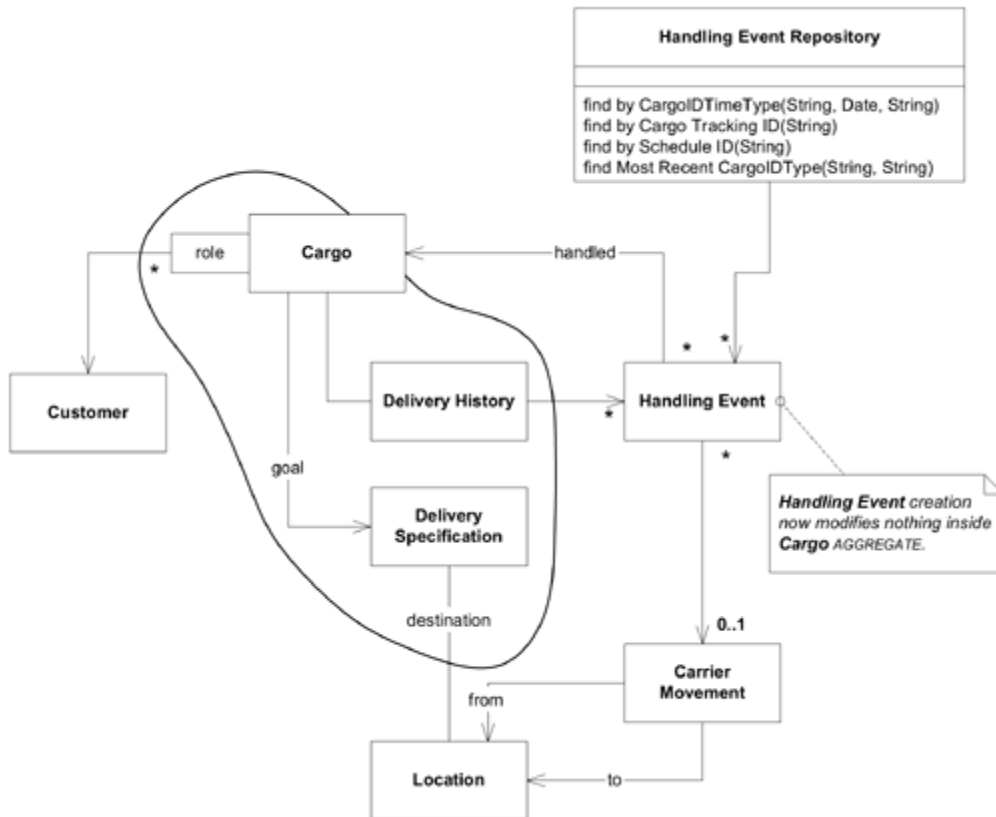 Handling Event Repository
find by CargoIDTimeType(String, Date, String)
find by Cargo Tracking ID(String)
find by Schedule ID(String)
find Most Recent CargoIDType(String, String)
role
Cargo
handled
*
*
*
Customer
Delivery History
*
Handling Event
*
goal
Delivery
Specification
Handling Event creation
now modifies nothing inside
Cargo AGGREGATE.
destination
0..1
Carrier
Movement
from
Location
to